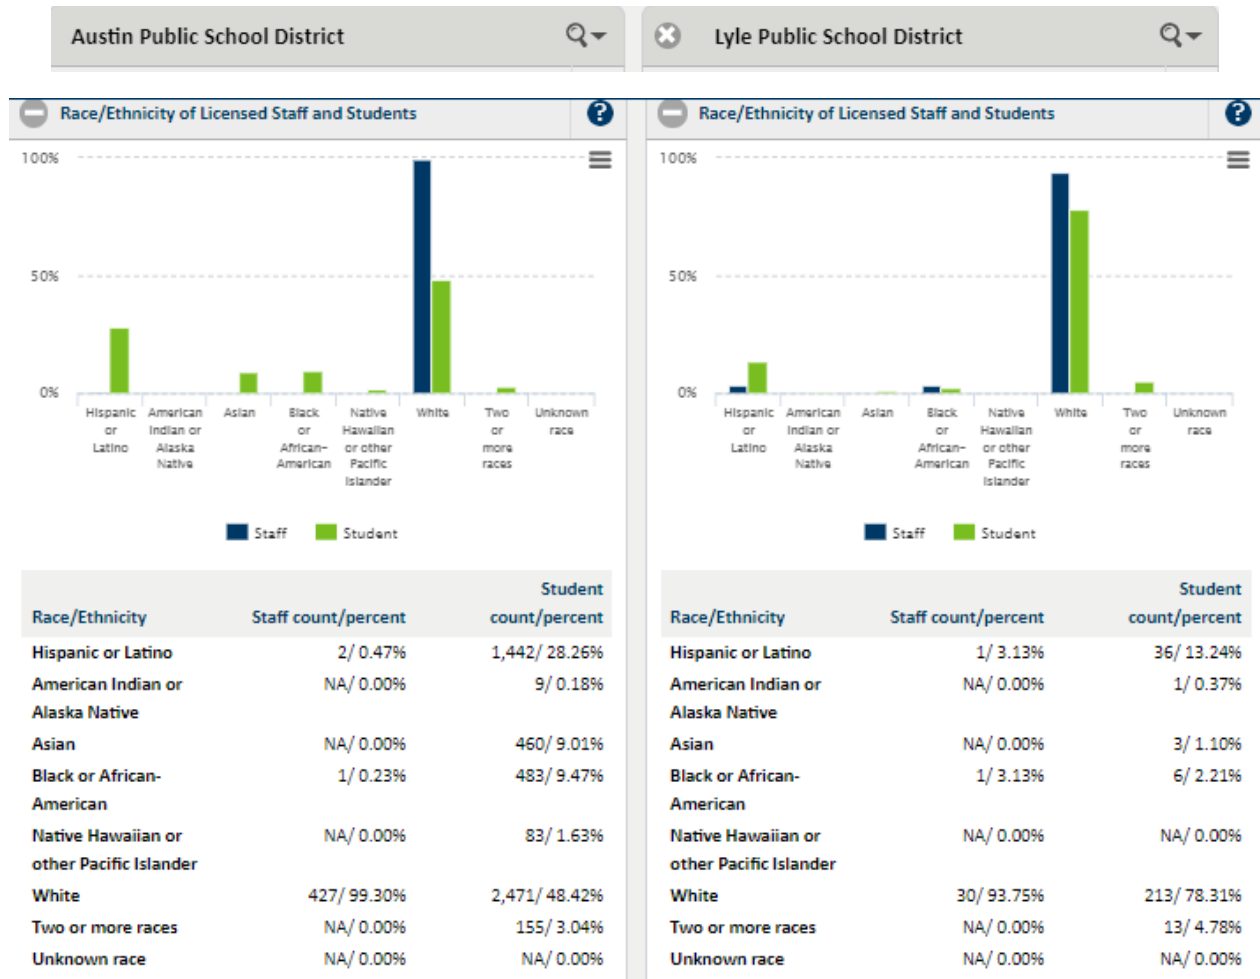 Austin Public School District
Lyle Public School District
Race/Ethnicity of Licensed Staff and Students
?
100%
50%
0%
Hispanic American Asian Black Native White Two Unknown
or Indian or or Hawaiian or race
Latino Alaska African- or other more
Native American Pacific races
Islander
Staff Student
Student
Race/Ethnicity Staff count/percent count/percent
Hispanic or Latino 2/ 0.47% 1,442/ 28.26%
American Indian or NA/ 0.00% 9/ 0.18%
Alaska Native
Asian NA/ 0.00% 460/ 9.01%
Black or African- 1/ 0.23% 483/ 9.47%
American
Native Hawaiian or NA/ 0.00% 83/ 1.63%
other Pacific Islander
White 427/ 99.30% 2,471/ 48.42%
Two or more races NA/ 0.00% 155/ 3.04%
Unknown race NA/ 0.00% NA/ 0.00%
Race/Ethnicity of Licensed Staff and Students
?
100%
50%
0%
Hispanic American Asian Black Native White Two Unknown
or Indian or or Hawaiian or race
Latino Alaska African- or other more
Native American Pacific races
Islander
Staff Student
Student
Race/Ethnicity Staff count/percent count/percent
Hispanic or Latino 1/ 3.13% 36/ 13.24%
American Indian or NA/ 0.00% 1/ 0.37%
Alaska Native
Asian NA/ 0.00% 3/ 1.10%
Black or African- 1/ 3.13% 6/ 2.21%
American
Native Hawaiian or NA/ 0.00% NA/ 0.00%
other Pacific Islander
White 30/ 93.75% 213/ 78.31%
Two or more races NA/ 0.00% 13/ 4.78%
Unknown race NA/ 0.00% NA/ 0.00%